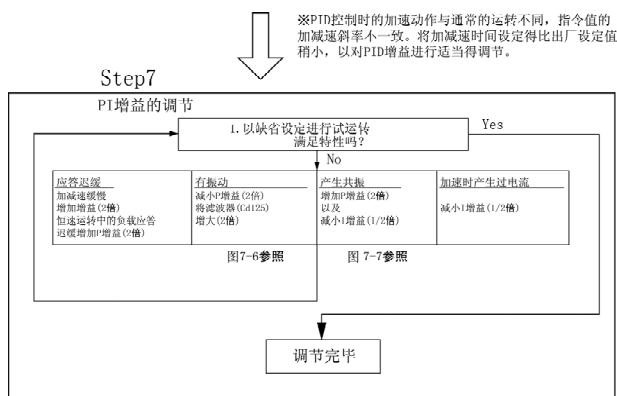 ※PID控制时的加速动作与通常的运转不同，指令值的
加减速斜率不一致。将加减速时间设定得比出厂设定值
稍小，以对PID增益进行适当得调节。
Step7
PI增益的调节
1.以缺省设定进行试运转
满足特性吗?
Yes
No
应答迟缓
加减速缓慢
增加增益(2倍)
恒速运转中的负载应答
迟缓增加P增益(2倍)
有振动
减小P增益(2倍)
将滤波器(Cd125)
增大(2倍)
产生共振
增加P增益(2倍)
以及
减小I增益(1/2倍)
加速时产生过电流
减小I增益(1/2倍)
图7-6参照
图 7-7参照
调节完毕